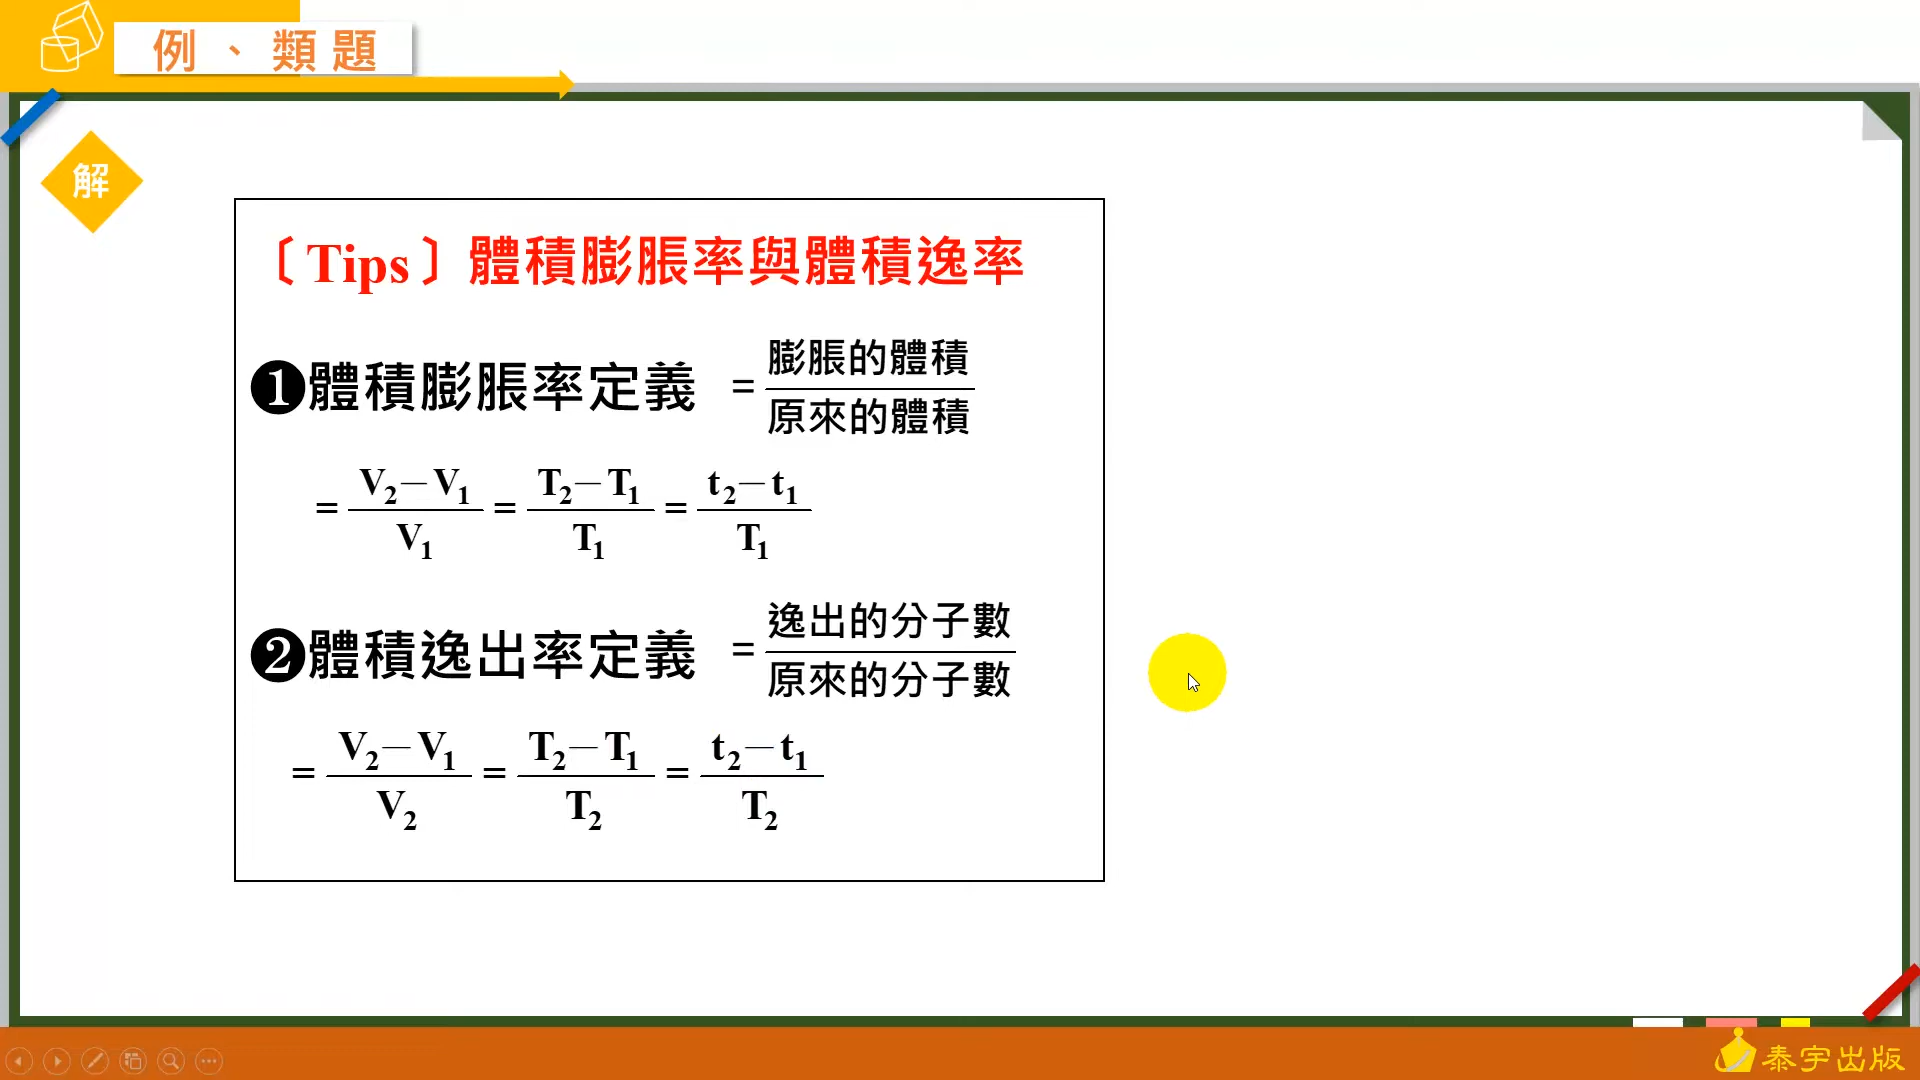 例、類題
解
〔Tips〕體積膨脹率與體積逸率
❶體積膨脹率定義 = 膨脹的體積 / 原來的體積
= V₂−V₁ / V₁ = T₂−T₁ / T₁ = t₂−t₁ / T₁
❷體積逸出率定義 = 逸出的分子數 / 原來的分子數
= V₂−V₁ / V₂ = T₂−T₁ / T₂ = t₂−t₁ / T₂
泰宇出版